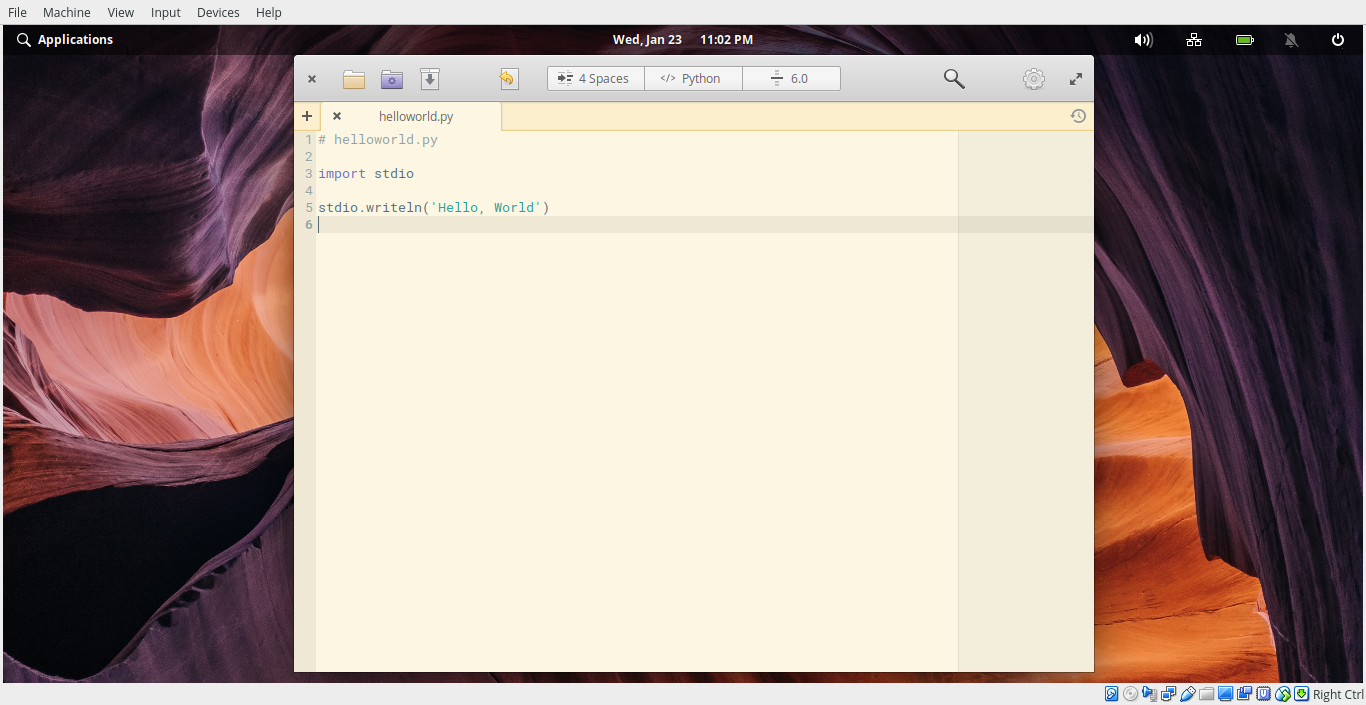 File Machine View Input Devices Help
Applications Wed, Jan 23 11:02 PM
4 Spaces </> Python 6.0
helloworld.py
1 # helloworld.py
2
3 import stdio
4
5 stdio.writeln('Hello, World')
6
Right Ctrl